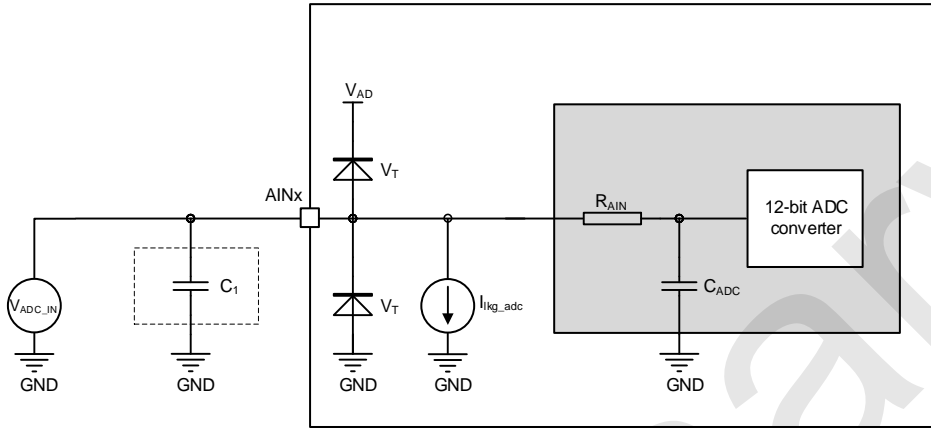 V_AD
V_T
AINx
R_AIN
12-bit ADC
converter
V_ADC_IN
C_1
V_T
I_lkg_adc
C_ADC
GND
GND
GND
GND
GND